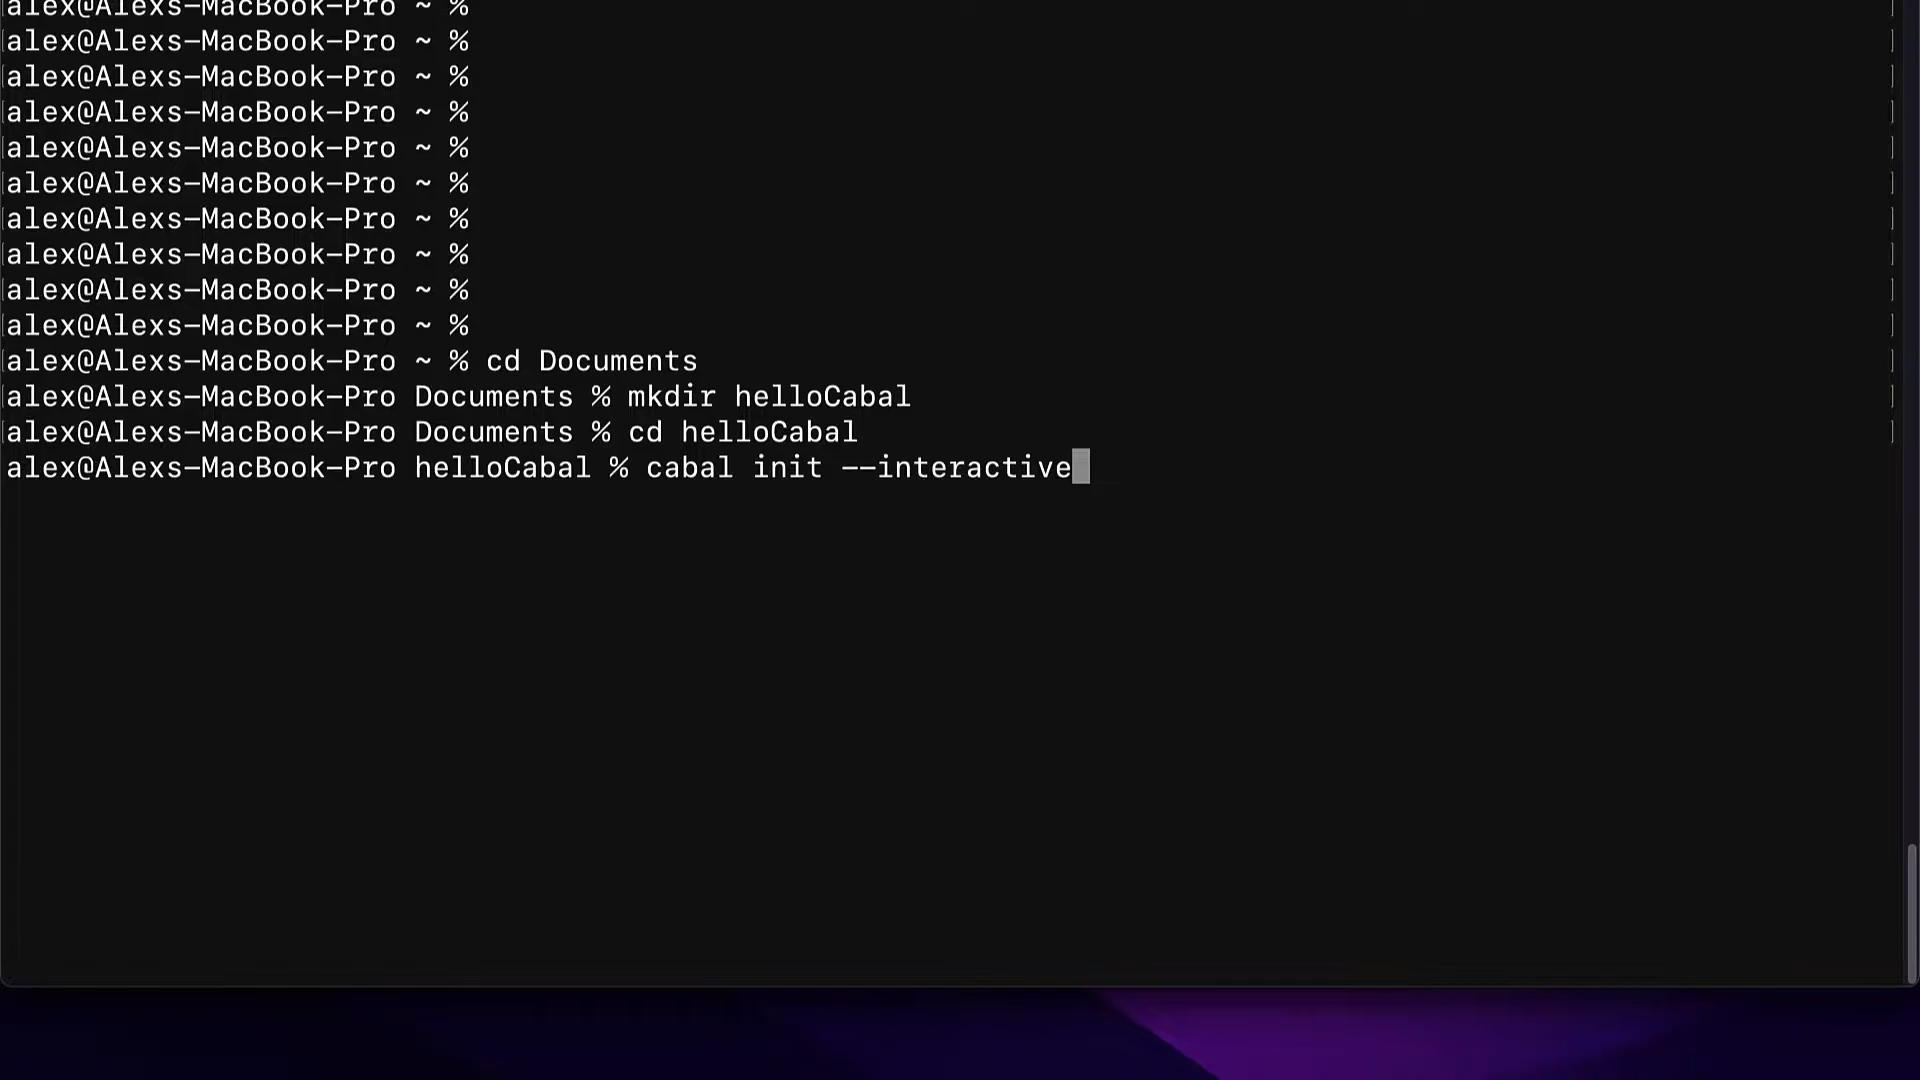 alex@Alexs-MacBook-Pro ~ %
alex@Alexs-MacBook-Pro ~ %
alex@Alexs-MacBook-Pro ~ %
alex@Alexs-MacBook-Pro ~ %
alex@Alexs-MacBook-Pro ~ %
alex@Alexs-MacBook-Pro ~ %
alex@Alexs-MacBook-Pro ~ %
alex@Alexs-MacBook-Pro ~ %
alex@Alexs-MacBook-Pro ~ %
alex@Alexs-MacBook-Pro ~ %
alex@Alexs-MacBook-Pro ~ % cd Documents
alex@Alexs-MacBook-Pro Documents % mkdir helloCabal
alex@Alexs-MacBook-Pro Documents % cd helloCabal
alex@Alexs-MacBook-Pro helloCabal % cabal init --interactive